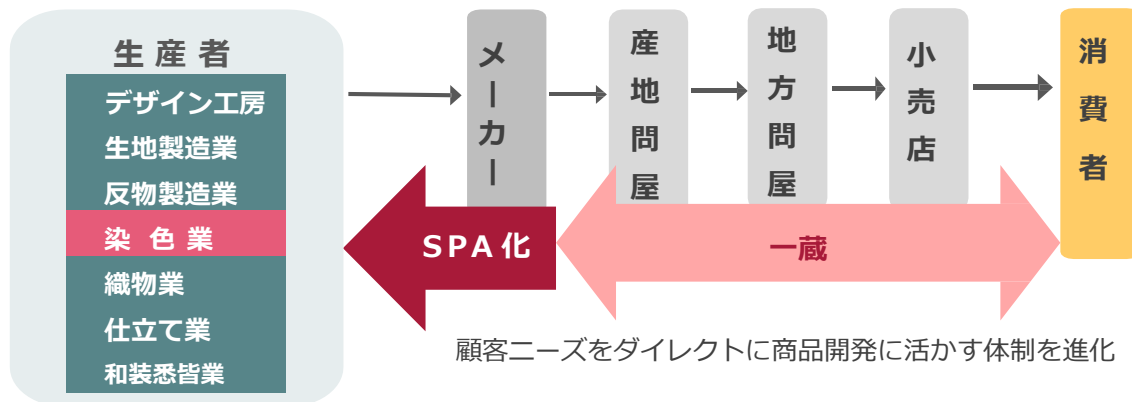 生産者
デザイン工房
生地製造業
反物製造業
染色業
織物業
仕立て業
和装悉皆業
メーカー
産地問屋
地方問屋
小売店
消費者
SPA化
一蔵
顧客ニーズをダイレクトに商品開発に活かす体制を進化